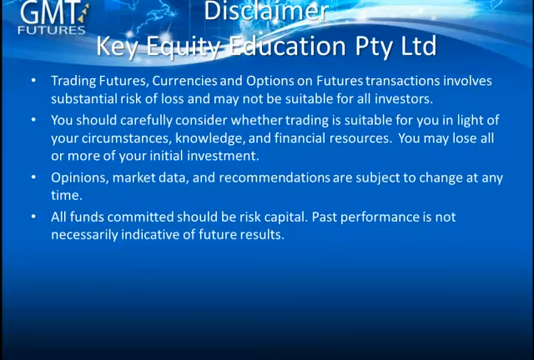 GMT
FUTURES
Disclaimer
Key Equity Education Pty Ltd
• Trading Futures, Currencies and Options on Futures transactions involves
substantial risk of loss and may not be suitable for all investors.
• You should carefully consider whether trading is suitable for you in light of
your circumstances, knowledge, and financial resources. You may lose all
or more of your initial investment.
• Opinions, market data, and recommendations are subject to change at any
time.
• All funds committed should be risk capital. Past performance is not
necessarily indicative of future results.